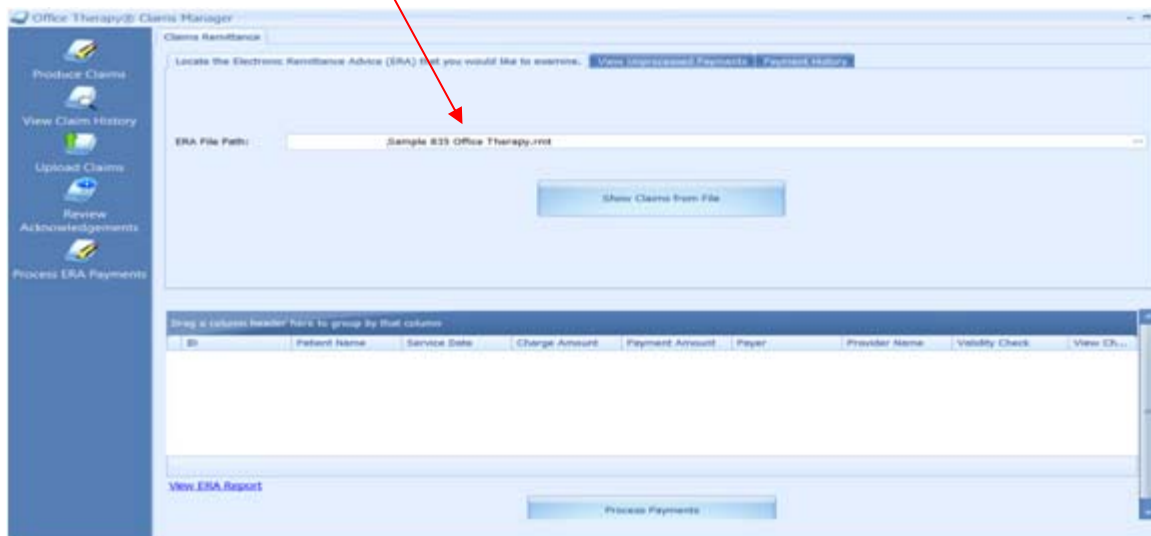 Office Therapy® Claims Manager
Produce Claims
View Claim History
Upload Claims
Review
Acknowledgements
Process ERA Payments
Claims Remittance
Locate the Electronic Remittance Advice (ERA) that you would like to examine.
View Unprocessed Payments
Payment History
ERA File Path:
\Sample 835 Office Therapy.rmt
...
Show Claims from File
Drag a column header here to group by that column
ID Patient Name Service Date Charge Amount Payment Amount Payer Provider Name Validity Check View Ch...
View ERA Report
Process Payments